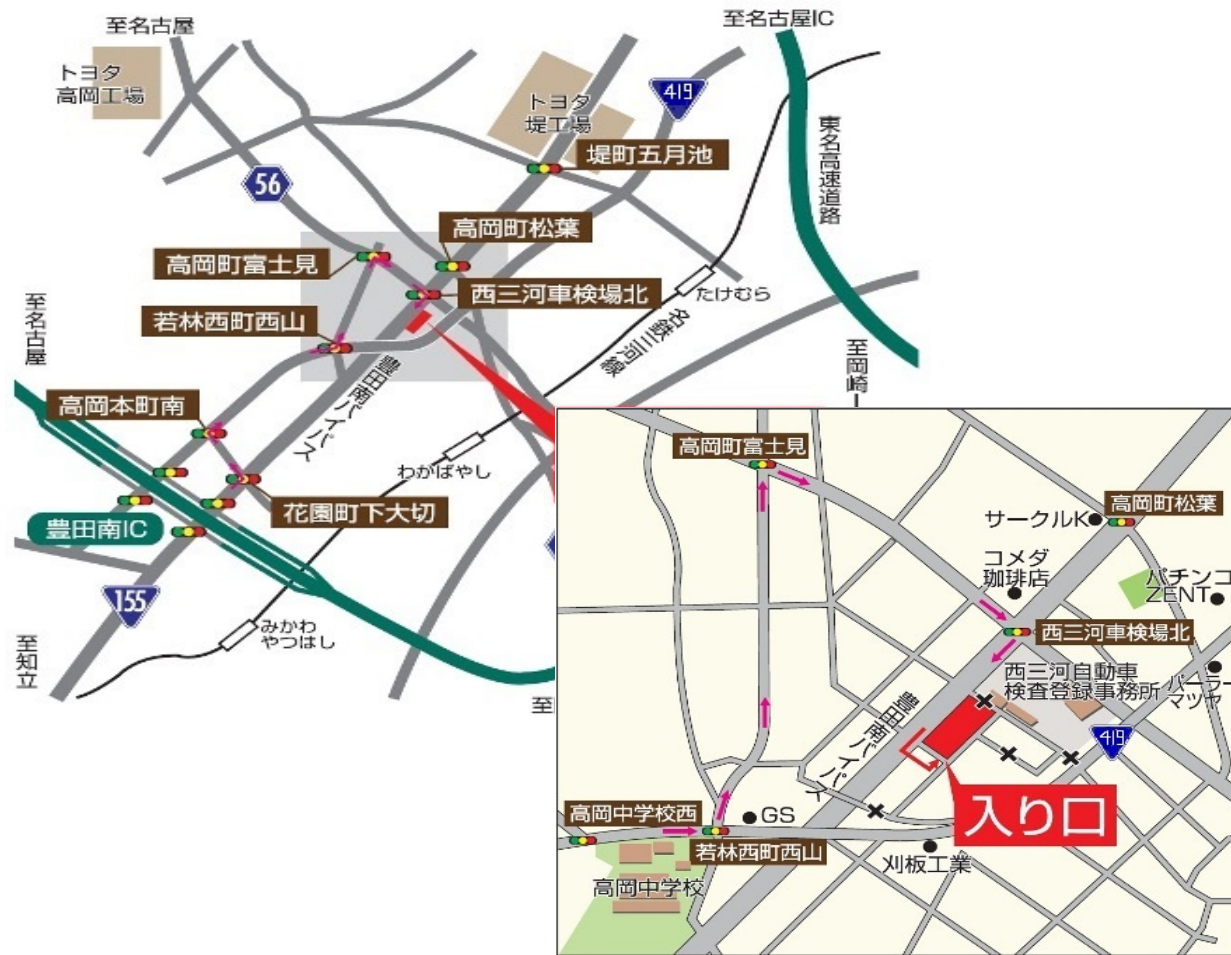 至名古屋
至名古屋IC
トヨタ
高岡工場
トヨタ
堤工場
419
堤町五月池
東名高速道路
56
高岡町松葉
高岡町富士見
西三河車検場北
たけむら
至名古屋
若林西町西山
名鉄三河線
至岡崎
豊田南バイパス
高岡本町南
わがばやし
花園町下大切
豊田南IC
155
みかわ
やつはし
至知立
至
高岡町富士見
高岡町松葉
サークルK
コメダ
珈琲店
パチンコ
ZENT
西三河車検場北
西三河自動車
検査登録事務所
パーラー
マツヤ
豊田南バイパス
419
入り口
高岡中学校西
GS
若林西町西山
刈板工業
高岡中学校